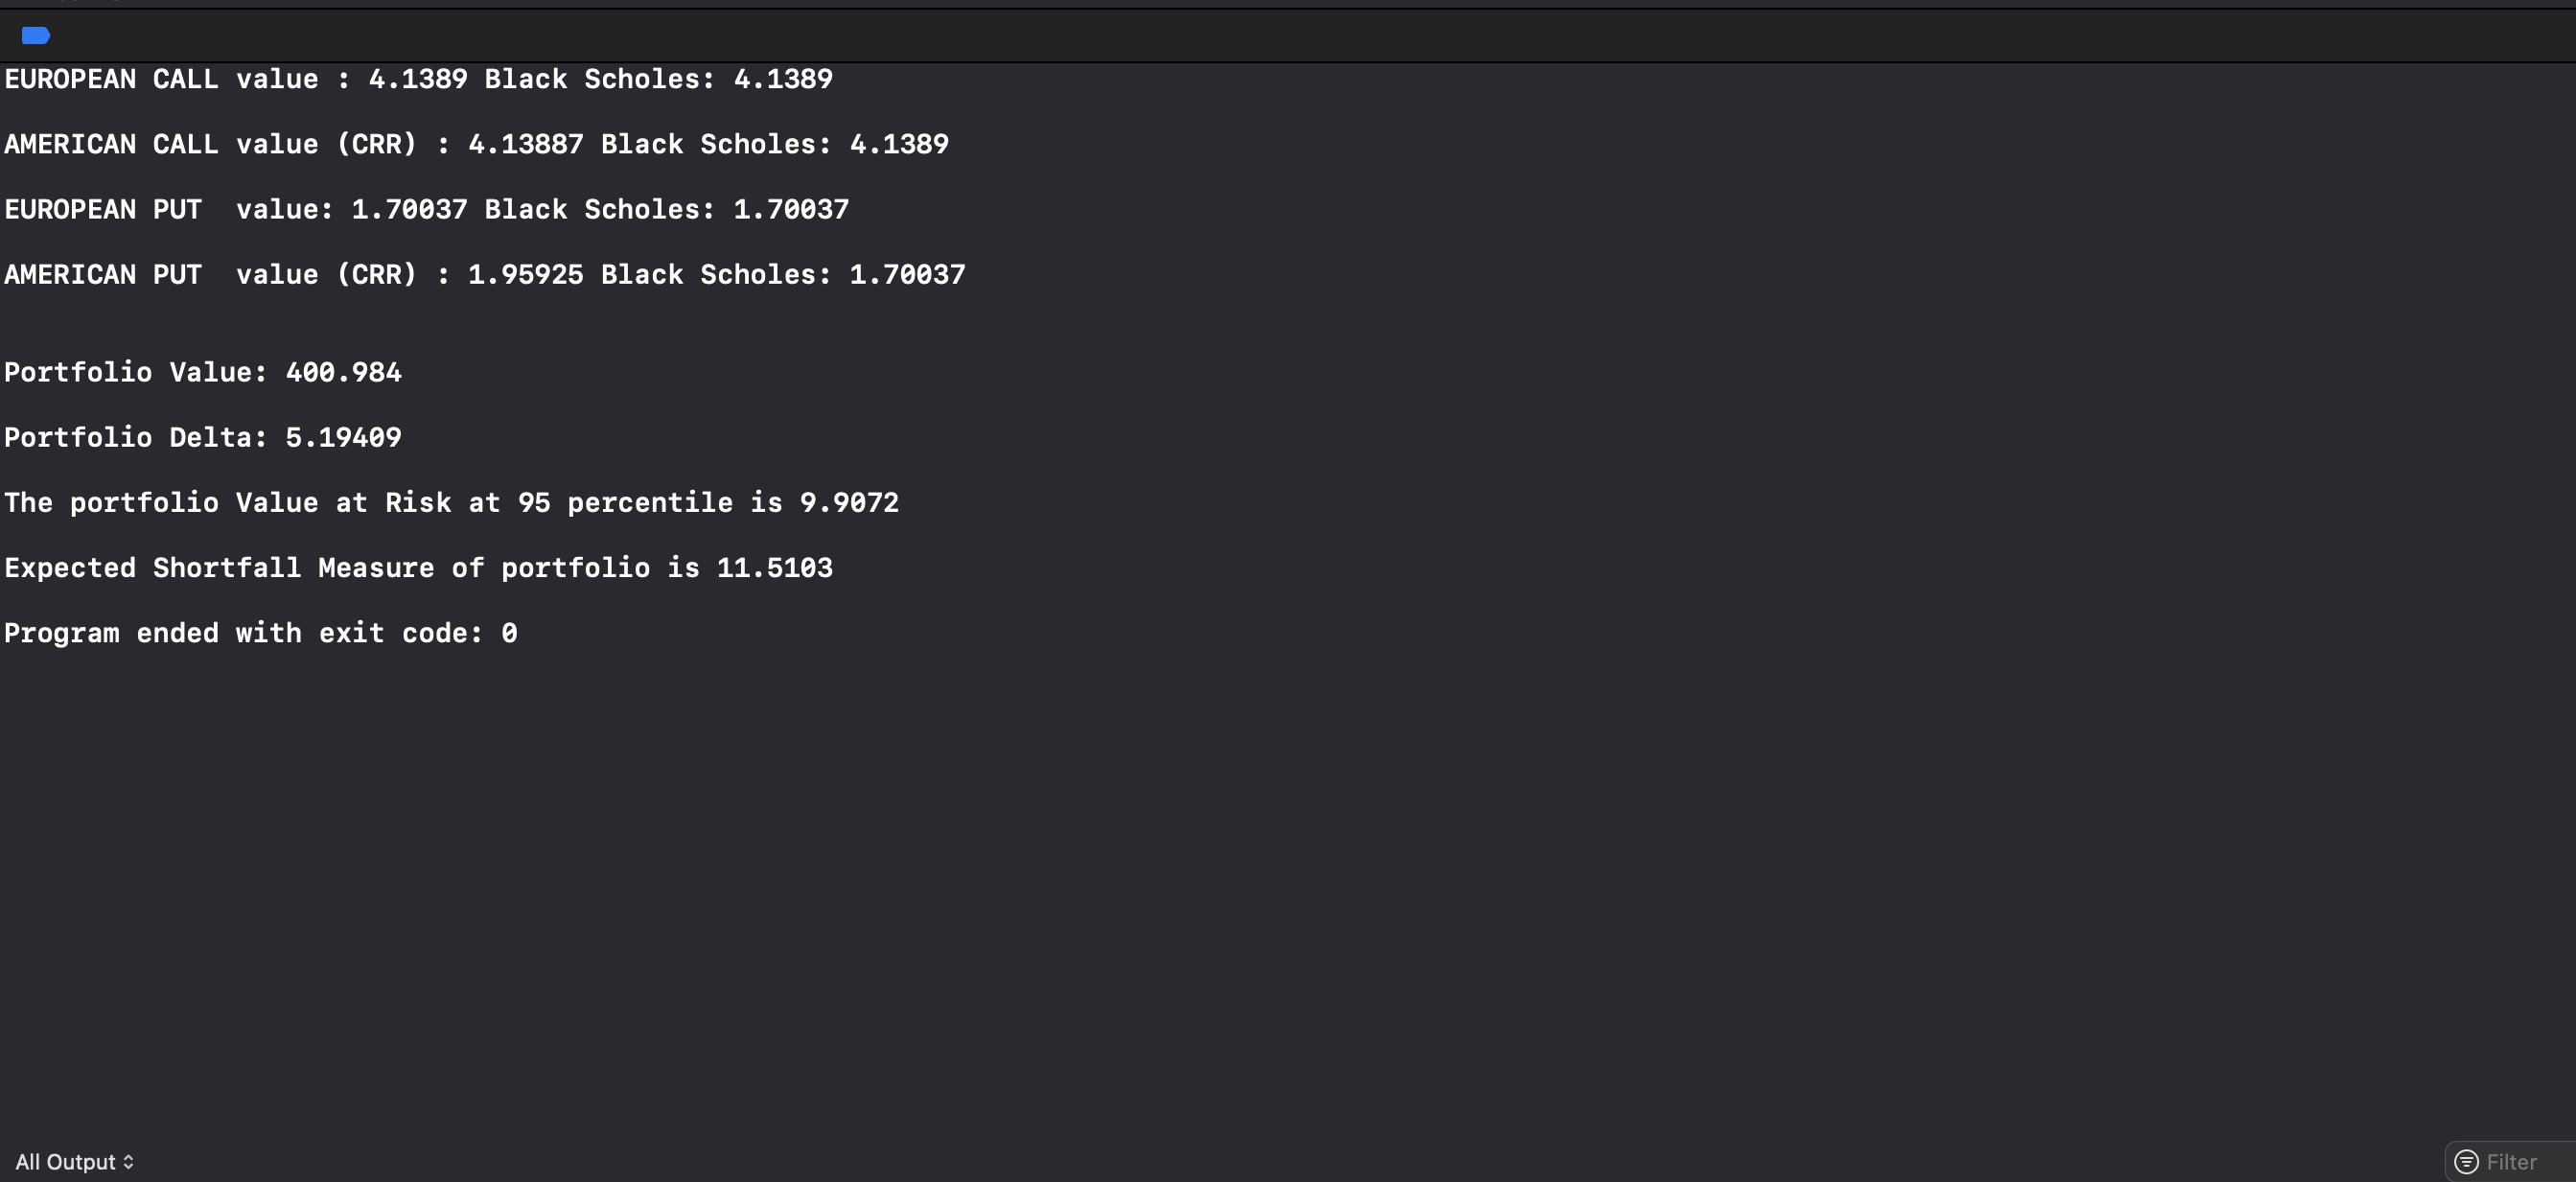 EUROPEAN CALL value : 4.1389 Black Scholes: 4.1389
AMERICAN CALL value (CRR) : 4.13887 Black Scholes: 4.1389
EUROPEAN PUT  value: 1.70037 Black Scholes: 1.70037
AMERICAN PUT  value (CRR) : 1.95925 Black Scholes: 1.70037
Portfolio Value: 400.984
Portfolio Delta: 5.19409
The portfolio Value at Risk at 95 percentile is 9.9072
Expected Shortfall Measure of portfolio is 11.5103
Program ended with exit code: 0
All Output
Filter